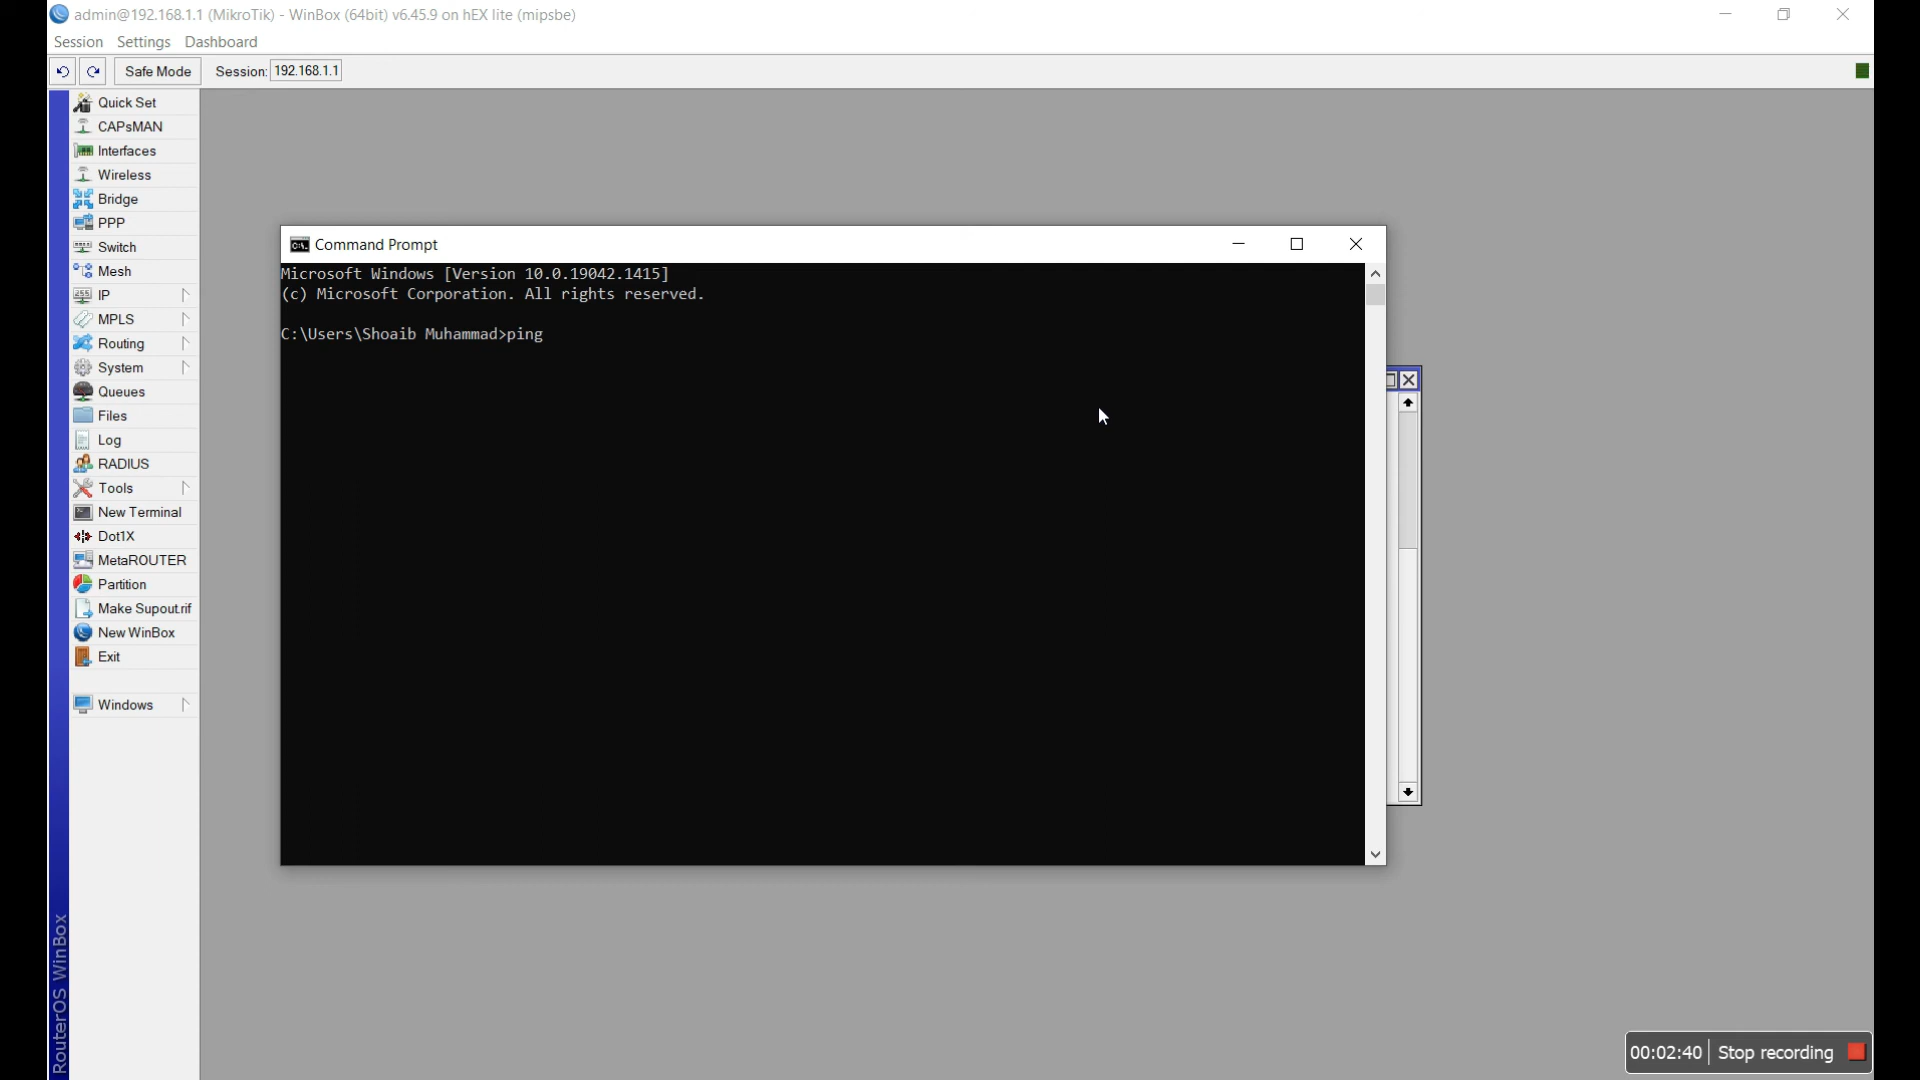 admin@192.168.1.1 (MikroTik) - WinBox (64bit) v6.45.9 on hEX lite (mipsbe)
Session Settings Dashboard
Safe Mode Session: 192.168.1.1
Quick Set
CAPsMAN
Interfaces
Wireless
Bridge
PPP
Switch
Mesh
IP
MPLS
Routing
System
Queues
Files
Log
RADIUS
Tools
New Terminal
Dot1X
MetaROUTER
Partition
Make Supout.rif
New WinBox
Exit
Windows
RouterOS WinBox
Command Prompt
Microsoft Windows [Version 10.0.19042.1415]
(c) Microsoft Corporation. All rights reserved.
C:\Users\Shoaib Muhammad>ping
00:02:40 Stop recording